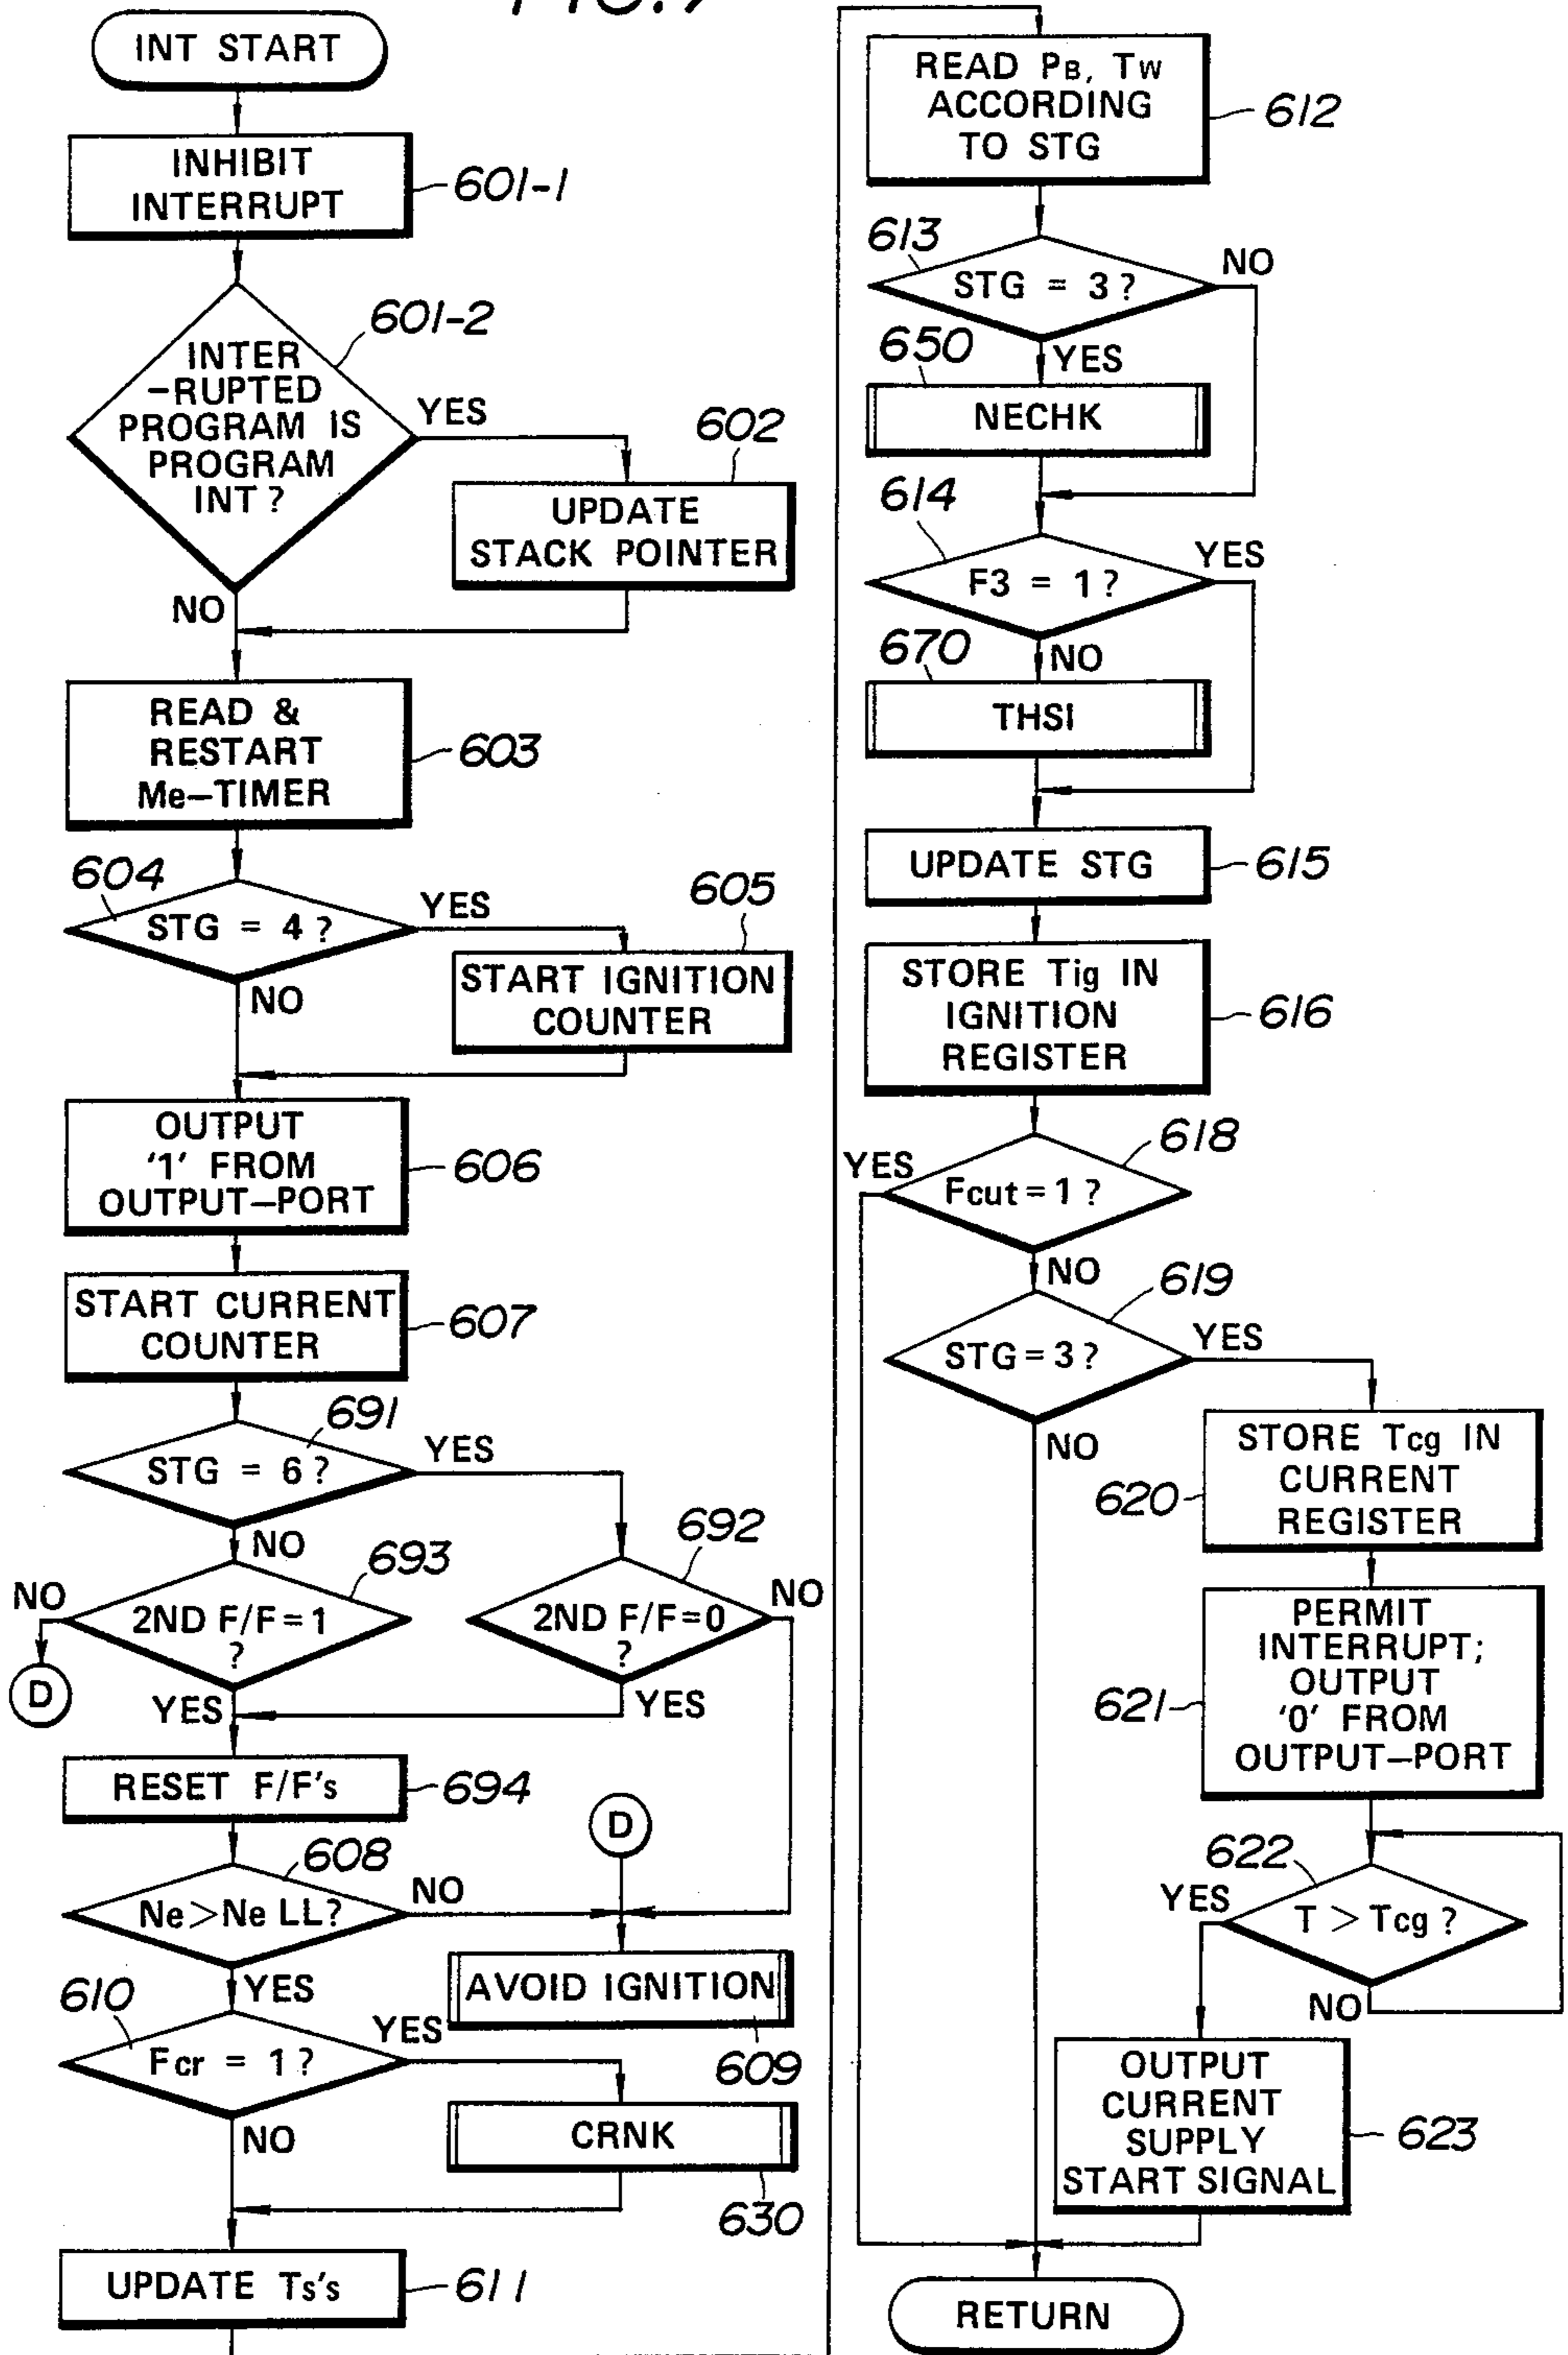 INT START
INHIBIT
INTERRUPT
601-1
INTER
-RUPTED
PROGRAM IS
PROGRAM
INT ?
601-2
YES
NO
602
UPDATE
STACK POINTER
READ &
RESTART
Me-TIMER
603
604
STG = 4 ?
YES
NO
605
START IGNITION
COUNTER
OUTPUT
'1' FROM
OUTPUT-PORT
606
START CURRENT
COUNTER
607
691
STG = 6 ?
YES
NO
693
NO
2ND F/F = 1
?
D
YES
692
2ND F/F = 0
?
NO
YES
RESET F/F's
694
D
608
Ne > Ne LL?
NO
YES
AVOID IGNITION
609
610
Fcr = 1 ?
YES
NO
CRNK
630
UPDATE Ts's
611
READ PB, TW
ACCORDING
TO STG
612
613
STG = 3 ?
NO
YES
650
NECHK
614
F3 = 1 ?
YES
NO
670
THSI
UPDATE STG
615
STORE Tig IN
IGNITION
REGISTER
616
618
YES
Fcut = 1 ?
NO
619
STG = 3 ?
YES
NO
STORE Tcg IN
CURRENT
REGISTER
620
PERMIT
INTERRUPT;
OUTPUT
'0' FROM
OUTPUT-PORT
621
622
YES
T > Tcg ?
NO
OUTPUT
CURRENT
SUPPLY
START SIGNAL
623
RETURN